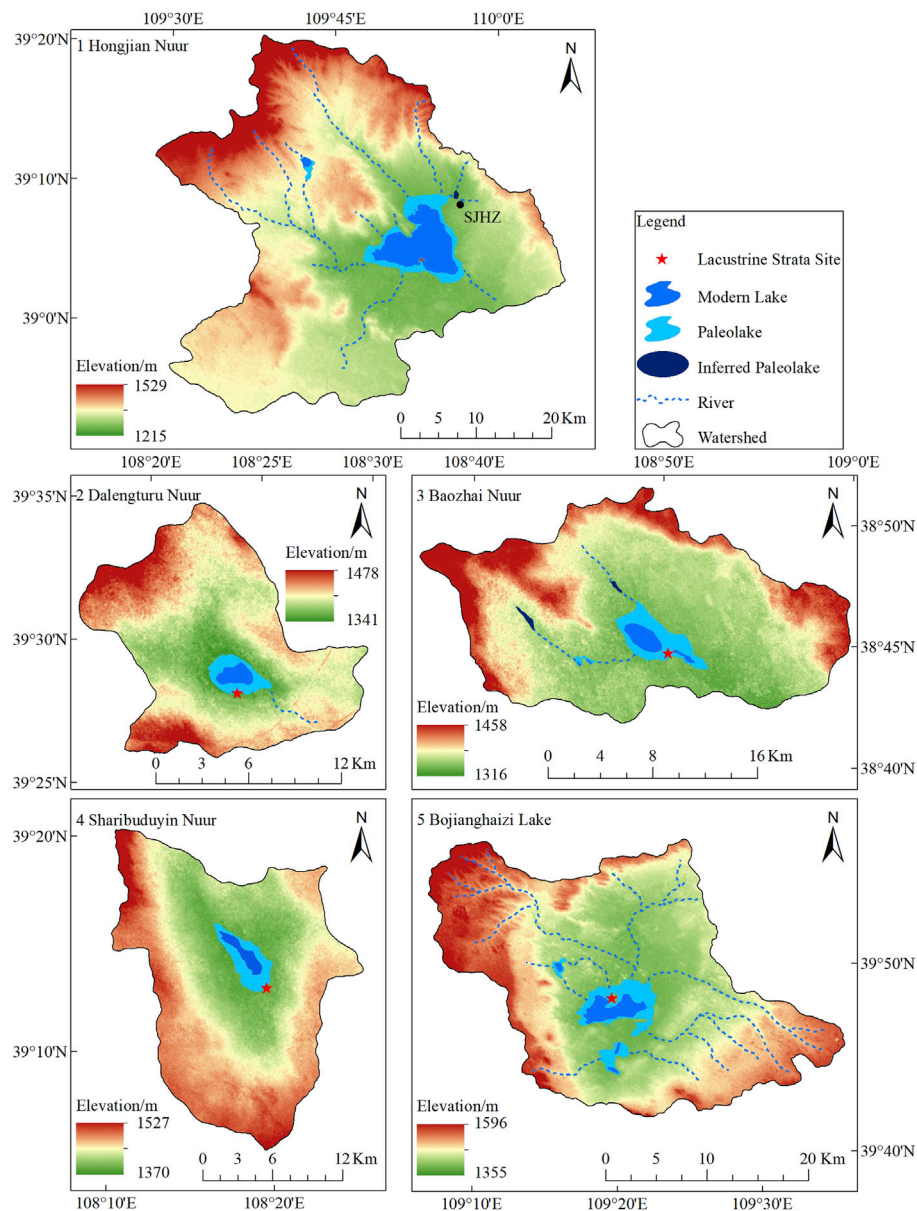 109°30'E 109°45'E 110°0'E
39°20'N
1 Hongjian Nuur
N
39°10'N
SJHZ
39°0'N
Elevation/m
1529
1215
0 5 10 20 Km
Legend
Lacustrine Strata Site
Modern Lake
Paleolake
Inferred Paleolake
River
Watershed
108°20'E 108°25'E 108°30'E 108°40'E 108°50'E 109°0'E
39°35'N
2 Dalengturu Nuur
N
Elevation/m
1478
1341
39°30'N
39°25'N
0 3 6 12 Km
3 Baozhai Nuur
N
38°50'N
38°45'N
38°40'N
Elevation/m
1458
1316
0 4 8 16 Km
4 Sharibuduyin Nuur
N
39°20'N
39°10'N
Elevation/m
1527
1370
0 3 6 12 Km
108°10'E 108°20'E
5 Bojianghaizi Lake
N
39°50'N
39°40'N
Elevation/m
1596
1355
0 5 10 20 Km
109°10'E 109°20'E 109°30'E